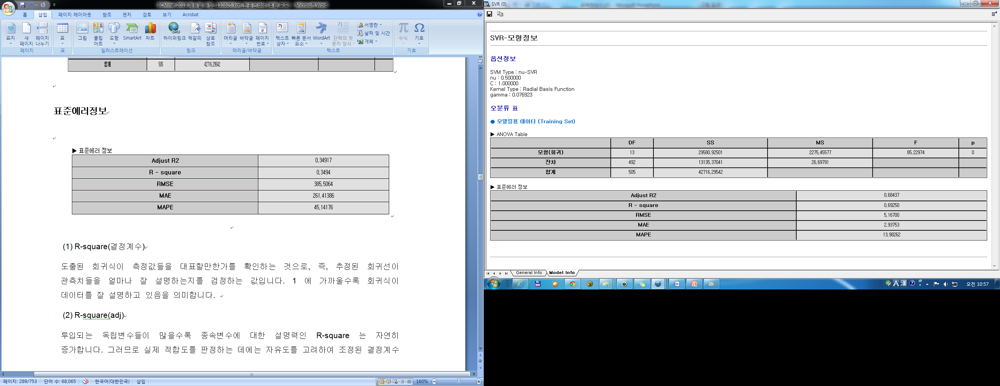 ECMiner 2013 매뉴얼 수정_ 130805(kor)_한윤선.doc [호환 모드] - Microsoft Word
홈 삽입 페이지 레이아웃 참조 편지 검토 보기 Acrobat
표지 새 페이지 페이지 나누기 표 그림 클립 아트 도형 SmartArt 차트 하이퍼링크 책갈피 상호 참조 머리글 바닥글 페이지 번호 텍스트 상자 빠른 문서 요소 WordArt 단락의 첫 문자 장식 서명란 날짜 및 시간 개체 수식 기호
페이지 표 일러스트레이션 링크 머리글/바닥글 텍스트 기호
합계 505 42716,29542
표준에러정보
▶ 표준에러 정보
Adjust R2 0,34917
R - square 0,3494
RMSE 385,5064
MAE 261,41386
MAPE 45,14176
(1) R-square(결정계수)
도출된 회귀식이 측정값들을 대표할만한가를 확인하는 것으로, 즉, 추정된 회귀선이
관측치들을 얼마나 잘 설명하는지를 검정하는 값입니다. 1 에 가까울수록 회귀식이
데이터를 잘 설명하고 있음을 의미합니다.
(2) R-square(adj)
투입되는 독립변수들이 많을수록 종속변수에 대한 설명력인 R-square 는 자연히
증가합니다. 그러므로 실제 적합도를 판정하는 데에는 자유도를 고려하여 조정된 결정계수
페이지: 289/753 단어 수: 68,065 한국어(대한민국) 삽입 160%
SVR (0)
SVR-모형정보
옵션정보
SVM Type : nu-SVR
nu : 0.500000
C : 1.000000
Kernel Type : Radial Basis Function
gamma : 0.076923
오분류 표
● 모델링용 데이터 (Training Set)
▶ ANOVA Table
DF SS MS F p
모형(회귀) 13 29580,92501 2275,45577 85,22974 0
잔차 492 13135,37041 26,69791
합계 505 42716,29542
▶ 표준에러 정보
Adjust R2 0,68437
R - square 0,69250
RMSE 5,16700
MAE 2,93753
MAPE 13,98262
General Info Model Info
A 漢 오전 10:57